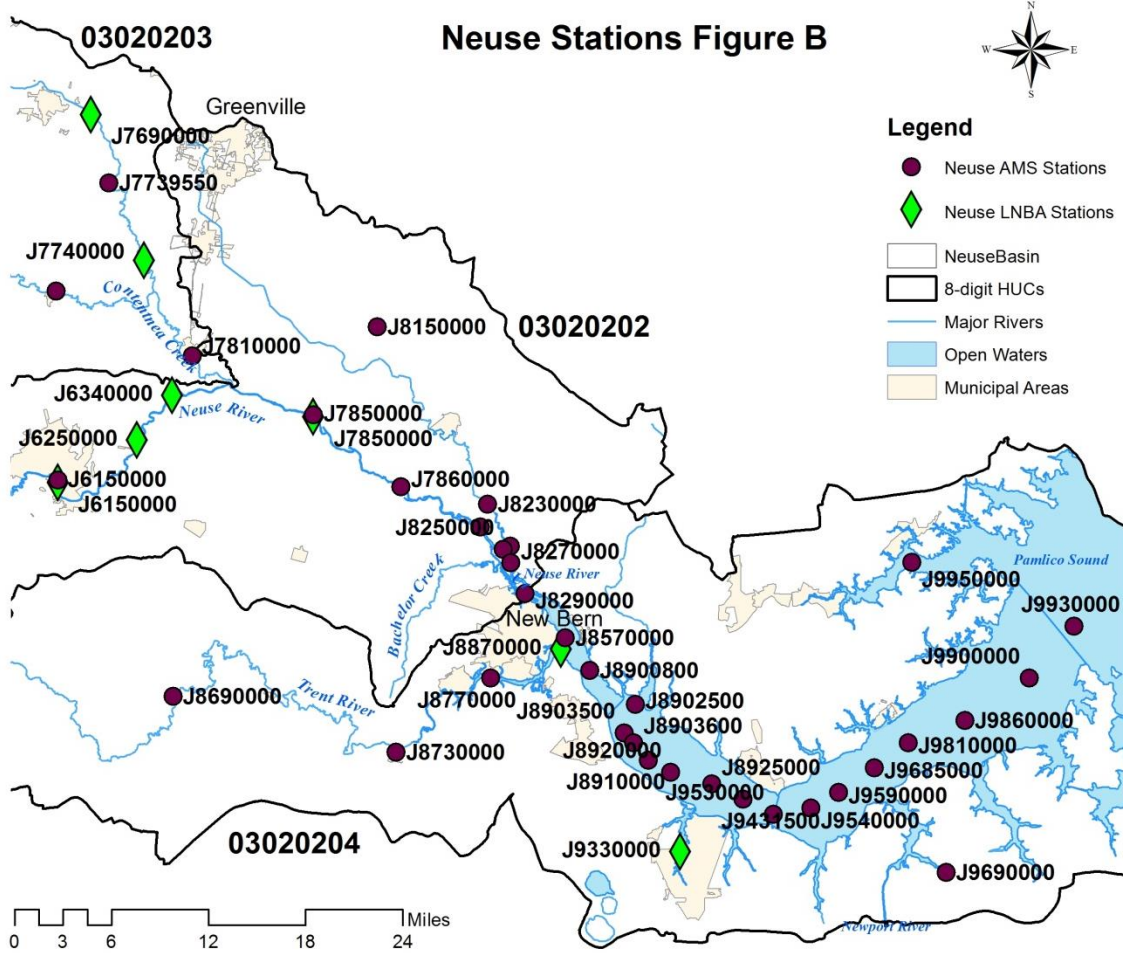 03020203
Neuse Stations Figure B
N
W E
S
Greenville
Legend
J7690000
Neuse AMS Stations
J7739550
Neuse LNBA Stations
J7740000
NeuseBasin
8-digit HUCs
Contentnea Creek
J8150000
03020202
Major Rivers
J7810000
Open Waters
J6340000
Municipal Areas
Neuse River
J7850000
J6250000
J7850000
J6150000
J7860000
J6150000
J8230000
J8250000
J8270000
Pamlico Sound
Bachelor Creek
Neuse River
J9950000
J8290000
J9930000
New Bern
J8570000
J8870000
J9900000
J8900800
J8690000
Trent River
J8770000
J8903500
J8902500
J8903600
J9860000
J8920000
J9810000
J8730000
J8925000
J8910000
J9685000
J9530000
J9590000
J9431500
J9540000
03020204
J9330000
J9690000
Miles
Newport River
0 3 6 12 18 24